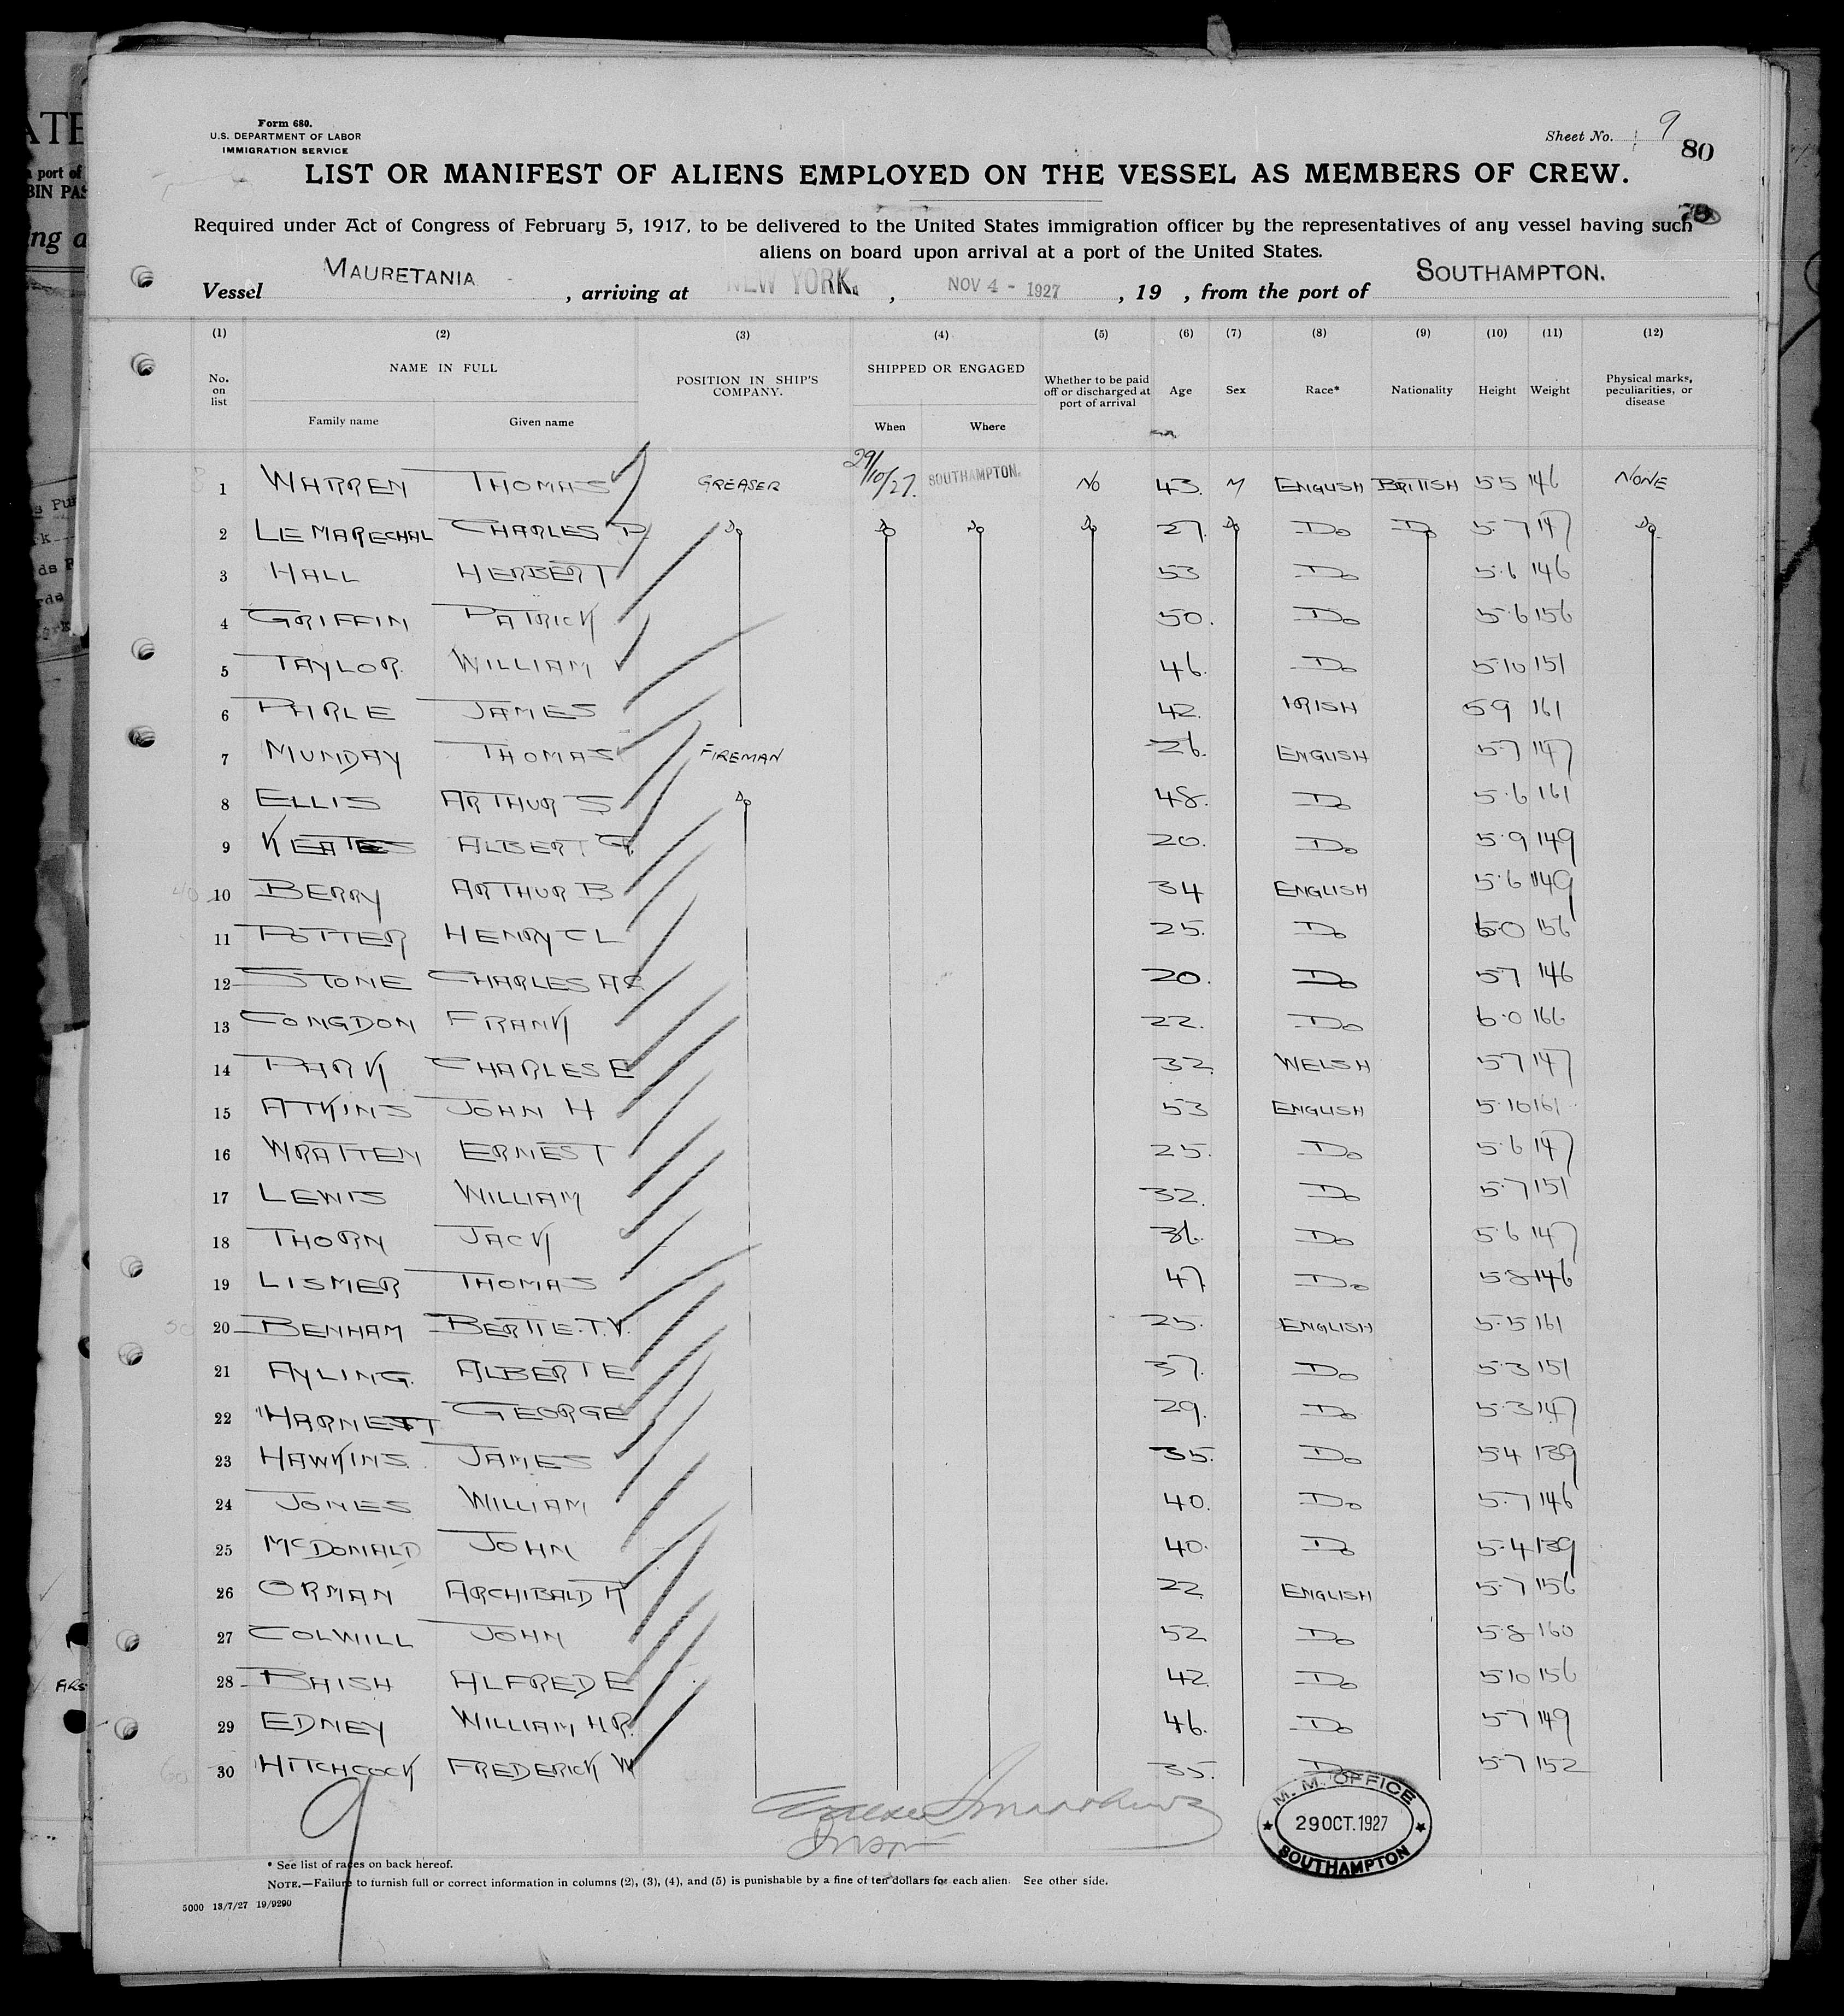 Form 680.
U.S. DEPARTMENT OF LABOR
IMMIGRATION SERVICE
Sheet No. 9
80
LIST OR MANIFEST OF ALIENS EMPLOYED ON THE VESSEL AS MEMBERS OF CREW.
Required under Act of Congress of February 5, 1917, to be delivered to the United States immigration officer by the representatives of any vessel having such
aliens on board upon arrival at a port of the United States.
Vessel MAURETANIA , arriving at NEW YORK. , NOV 4 - 1927 , 19 , from the port of SOUTHAMPTON.
(1) (2) (3) (4) (5) (6) (7) (8) (9) (10) (11) (12)
No. on list NAME IN FULL Family name Given name POSITION IN SHIP'S COMPANY. SHIPPED OR ENGAGED When Where Whether to be paid off or discharged at port of arrival Age Sex Race* Nationality Height Weight Physical marks, peculiarities, or disease
1 WARREN THOMAS GREASER 29/10/27. SOUTHAMPTON. NO 43. M ENGLISH BRITISH 5 5 146 NONE
2 LE MARECHAL CHARLES P Do Do Do Do 27. Do Do Do 5.7 147 Do
3 HALL HERBERT 53 Do 5.6 146
4 GRIFFIN PATRICK 50. Do 5.6 156
5 TAYLOR. WILLIAM 46. Do 5.10 151
6 PARLE JAMES 42. IRISH 5 9 161
7 MUNDAY THOMAS FIREMAN 26. ENGLISH 5.7 147
8 ELLIS ARTHUR S Do 48. Do 5.6 161
9 KEATES ALBERT G. 20. Do 5.9 149
10 BERRY ARTHUR B 34 ENGLISH 5.6 149
11 POTTER HENRY C L 25. Do 6.0 156
12 STONE CHARLES A C 20. Do 5 7 146
13 CONGDON FRANK 22. Do 6.0 166
14 PARK CHARLES E 32. WELSH 5 7 147
15 ATKINS JOHN H 53 ENGLISH 5.10 161
16 WRATTEN ERNEST 25. Do 5.6 147
17 LEWIS WILLIAM 32. Do 5.7 151
18 THORN JACK 36. Do 5.6 147
19 LISMER THOMAS 47 Do 5 8 146
20 BENHAM BERTIE. T. V. 25. ENGLISH 5.5 161
21 AYLING. ALBERT E 37. Do 5.3 151
22 HARNETT GEORGE 29. Do 5.3 147
23 HAWKINS. JAMES 35. Do 5 4 139
24 JONES WILLIAM 40. Do 5.7 146
25 McDONALD JOHN 40. Do 5.4 139
26 ORMAN ARCHIBALD R 22 ENGLISH 5.7 156
27 COLWILL JOHN 52 Do 5.8 160
28 BAISH ALFRED E 42. Do 5 10 156
29 EDNEY WILLIAM H.R. 46. Do 5 7 149
30 HITCHCOCK FREDERICK W 35. Do 5.7 152
9
M. M. OFFICE
29 OCT. 1927
SOUTHAMPTON
* See list of races on back hereof.
NOTE.—Failure to furnish full or correct information in columns (2), (3), (4), and (5) is punishable by a fine of ten dollars for each alien. See other side.
5000 13/7/27 19/9290